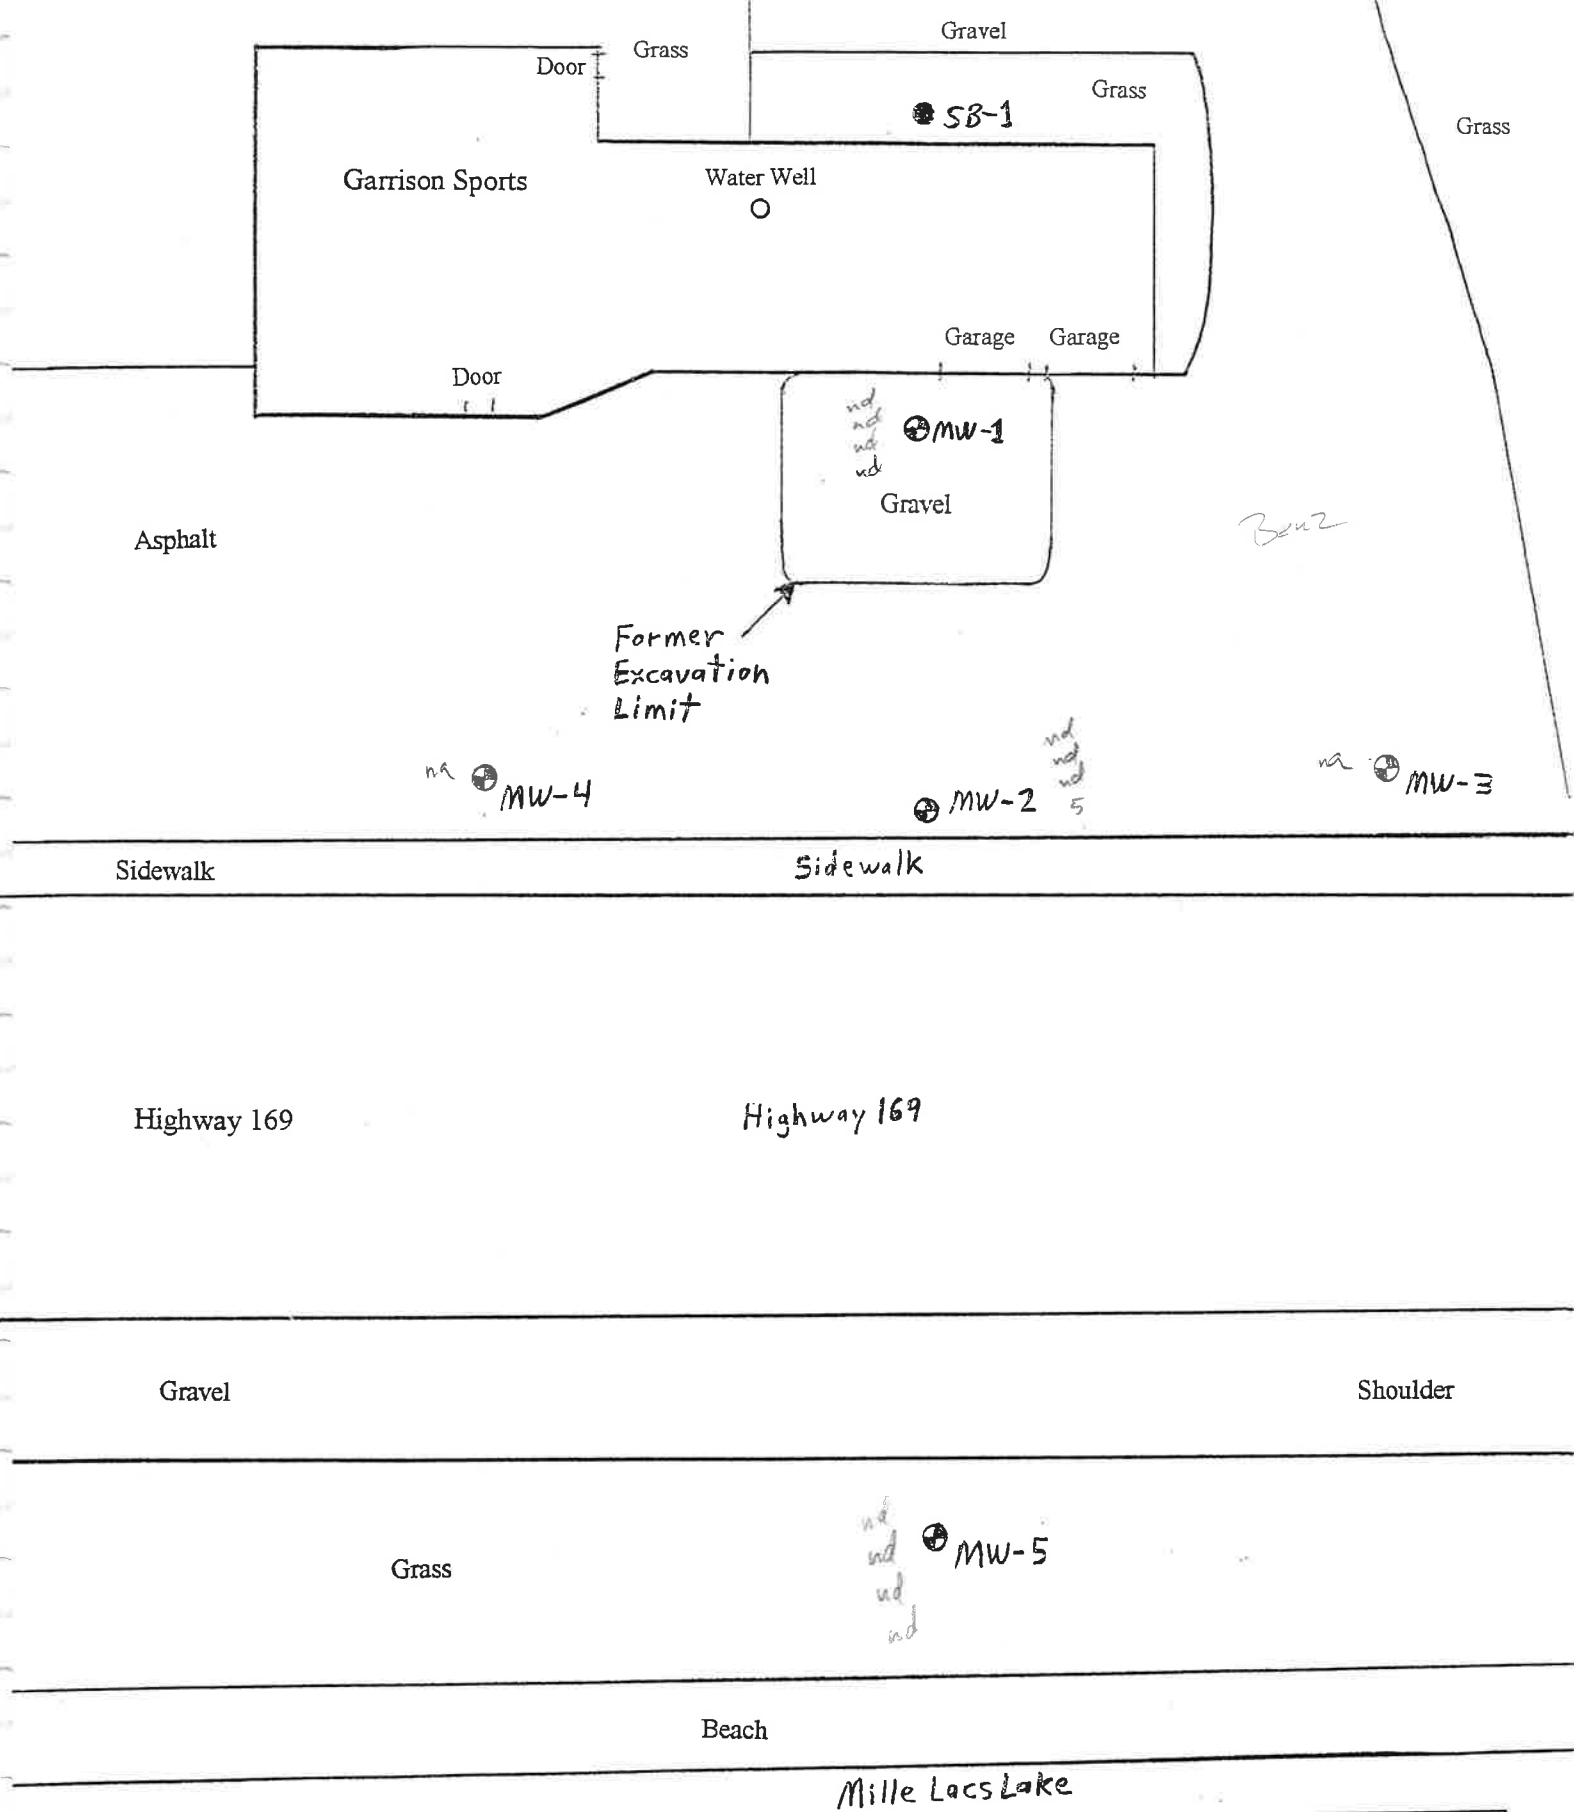 Gravel
Grass
Door
Grass
SB-1
Grass
Garrison Sports
Water Well
Garage Garage
Door
nd
nd
nd
nd
MW-1
Gravel
Asphalt
Benz
Former
Excavation
Limit
na
MW-4
nd
nd
nd
5
MW-2
na
MW-3
Sidewalk
Sidewalk
Highway 169
Highway 169
Gravel
Shoulder
nd
nd
nd
nd
MW-5
Grass
Beach
Mille Lacs Lake